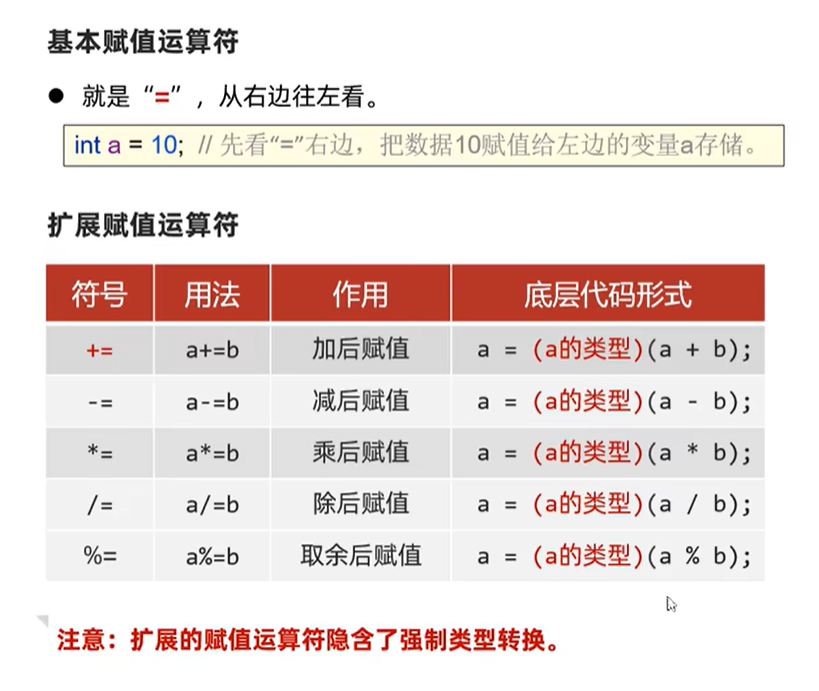 基本赋值运算符
● 就是“=”，从右边往左看。
int a = 10; // 先看“=”右边，把数据10赋值给左边的变量a存储。
扩展赋值运算符
符号 用法 作用 底层代码形式
+= a+=b 加后赋值 a = (a的类型)(a + b);
-= a-=b 减后赋值 a = (a的类型)(a - b);
*= a*=b 乘后赋值 a = (a的类型)(a * b);
/= a/=b 除后赋值 a = (a的类型)(a / b);
%= a%=b 取余后赋值 a = (a的类型)(a % b);
注意：扩展的赋值运算符隐含了强制类型转换。